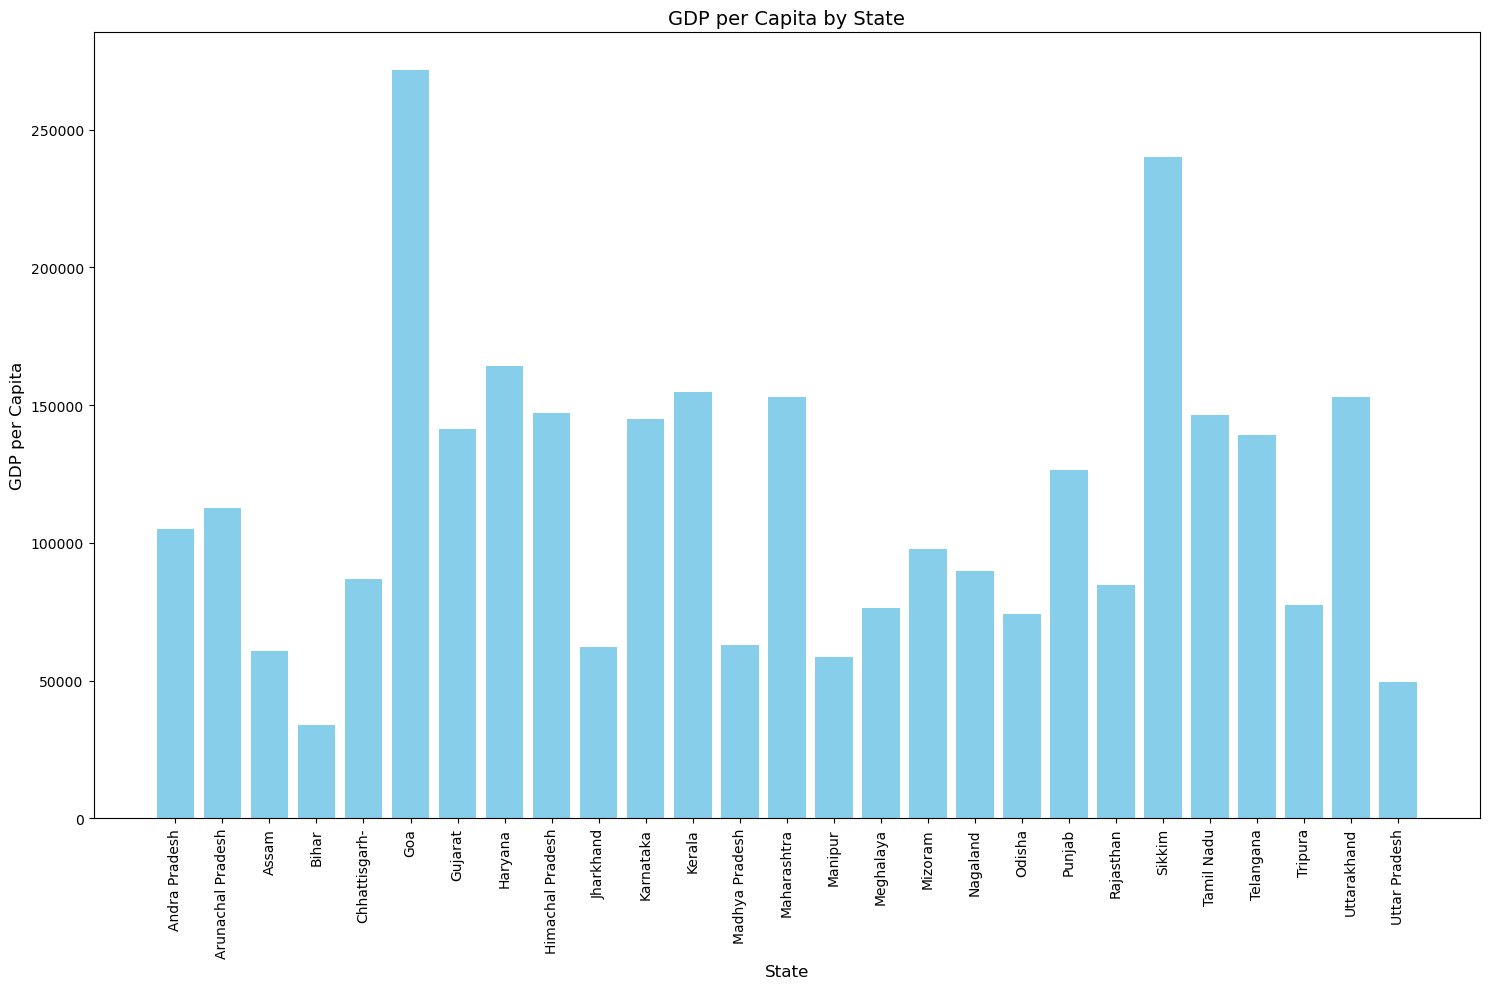 GDP per Capita by State
GDP per Capita
250000
200000
150000
100000
50000
0
Andra Pradesh
Arunachal Pradesh
Assam
Bihar
Chhattisgarh-
Goa
Gujarat
Haryana
Himachal Pradesh
Jharkhand
Karnataka
Kerala
Madhya Pradesh
Maharashtra
Manipur
Meghalaya
Mizoram
Nagaland
Odisha
Punjab
Rajasthan
Sikkim
Tamil Nadu
Telangana
Tripura
Uttarakhand
Uttar Pradesh
State